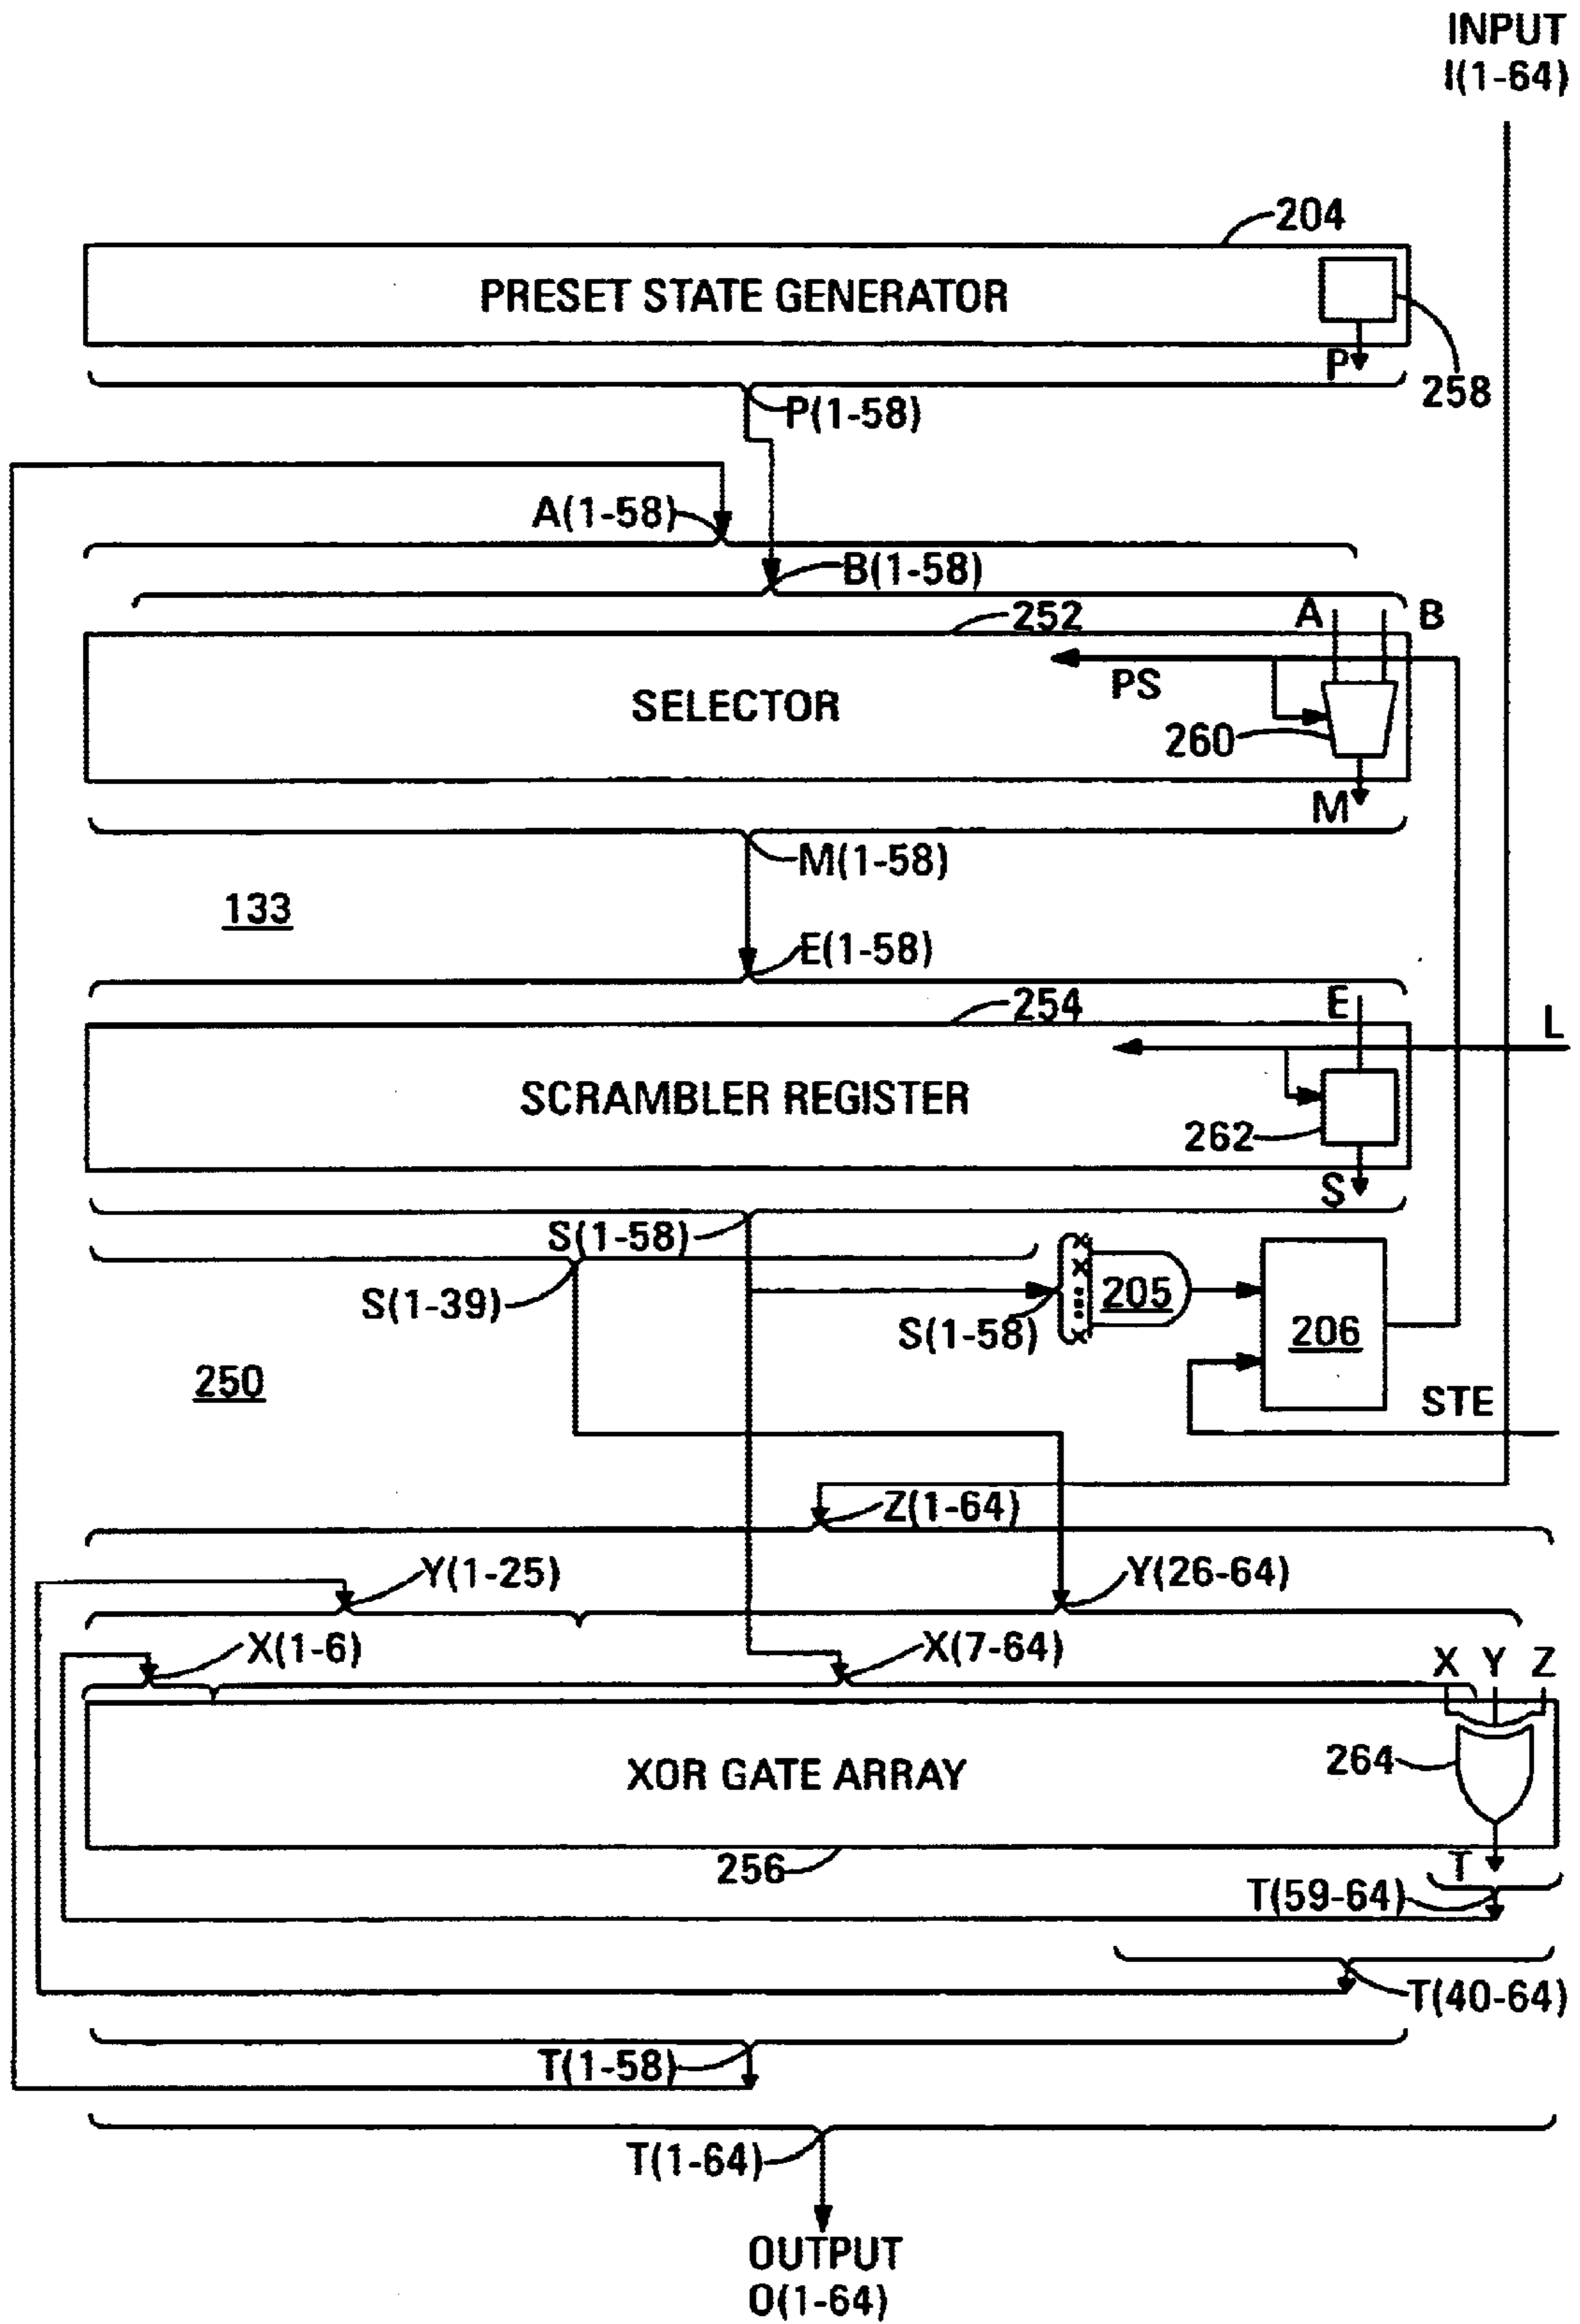 INPUT
I(1-64)
204
PRESET STATE GENERATOR
P
258
P(1-58)
A(1-58)
B(1-58)
252
A
B
PS
SELECTOR
260
M
M(1-58)
133
E(1-58)
254
E
L
SCRAMBLER REGISTER
262
S
S(1-58)
S(1-39)
X
X
X
205
S(1-58)
206
250
STE
Z(1-64)
Y(1-25)
Y(26-64)
X(1-6)
X(7-64)
X Y Z
264
XOR GATE ARRAY
256
T
T(59-64)
T(40-64)
T(1-58)
T(1-64)
OUTPUT
O(1-64)